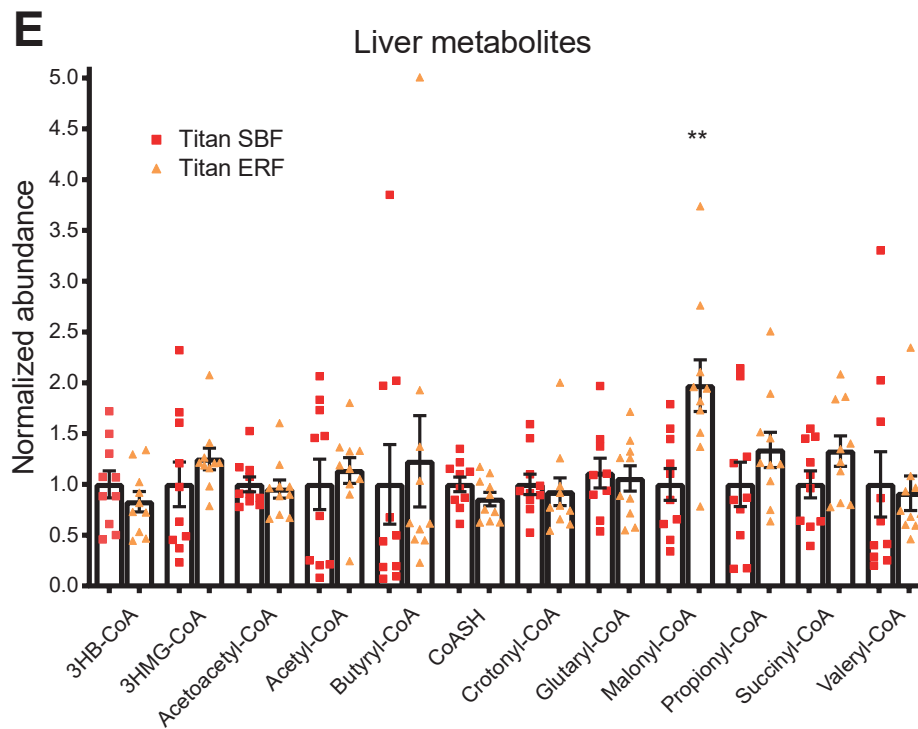 E
Liver metabolites
Normalized abundance
5.0
4.5
4.0
3.5
3.0
2.5
2.0
1.5
1.0
0.5
0.0
Titan SBF
Titan ERF
**
3HB-CoA
3HMG-CoA
Acetoacetyl-CoA
Acetyl-CoA
Butyryl-CoA
CoASH
Crotonyl-CoA
Glutaryl-CoA
Malonyl-CoA
Propionyl-CoA
Succinyl-CoA
Valeryl-CoA